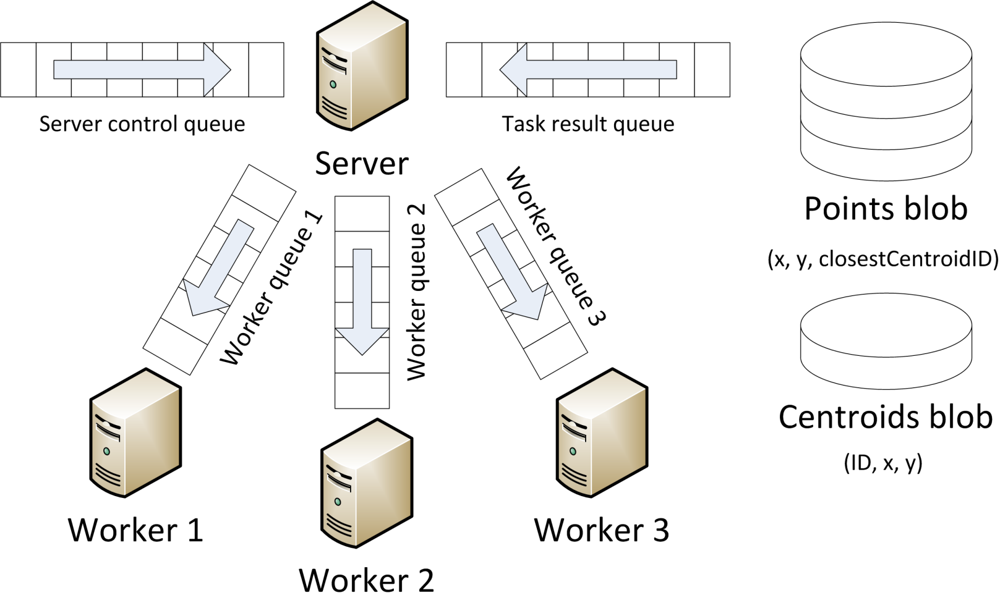 Server control queue
Task result queue
Server
Worker queue 1
Worker queue 2
Worker queue 3
Points blob
(x, y, closestCentroidID)
Centroids blob
(ID, x, y)
Worker 1
Worker 2
Worker 3